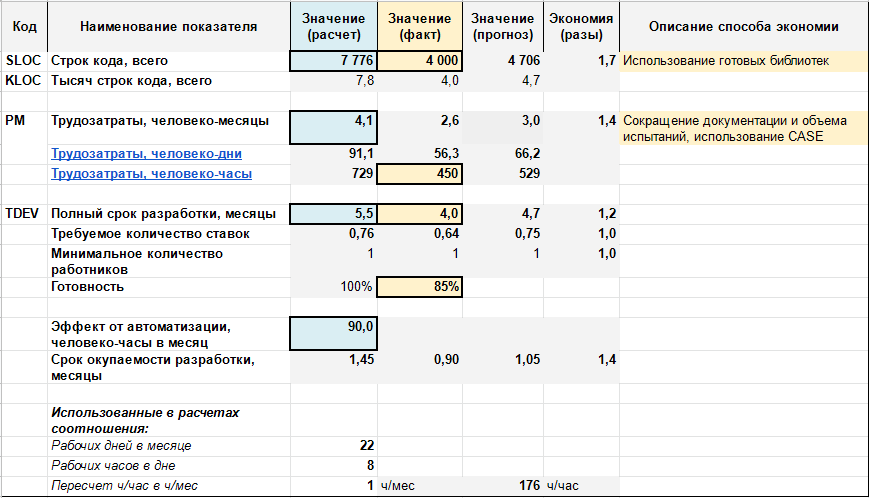 Код Наименование показателя Значение (расчет) Значение (факт) Значение (прогноз) Экономия (разы) Описание способа экономии
SLOC Строк кода, всего 7 776 4 000 4 706 1,7 Использование готовых библиотек
KLOC Тысяч строк кода, всего 7,8 4,0 4,7
PM Трудозатраты, человеко-месяцы 4,1 2,6 3,0 1,4 Сокращение документации и объема
испытаний, использование CASE
Трудозатраты, человеко-дни 91,1 56,3 66,2
Трудозатраты, человеко-часы 729 450 529
TDEV Полный срок разработки, месяцы 5,5 4,0 4,7 1,2
Требуемое количество ставок 0,76 0,64 0,75 1,0
Минимальное количество 1 1 1 1,0
работников
Готовность 100% 85%
Эффект от автоматизации, 90,0
человеко-часы в месяц
Срок окупаемости разработки, 1,45 0,90 1,05 1,4
месяцы
Использованные в расчетах
соотношения:
Рабочих дней в месяце 22
Рабочих часов в дне 8
Пересчет ч/час в ч/мес 1 ч/мес 176 ч/час